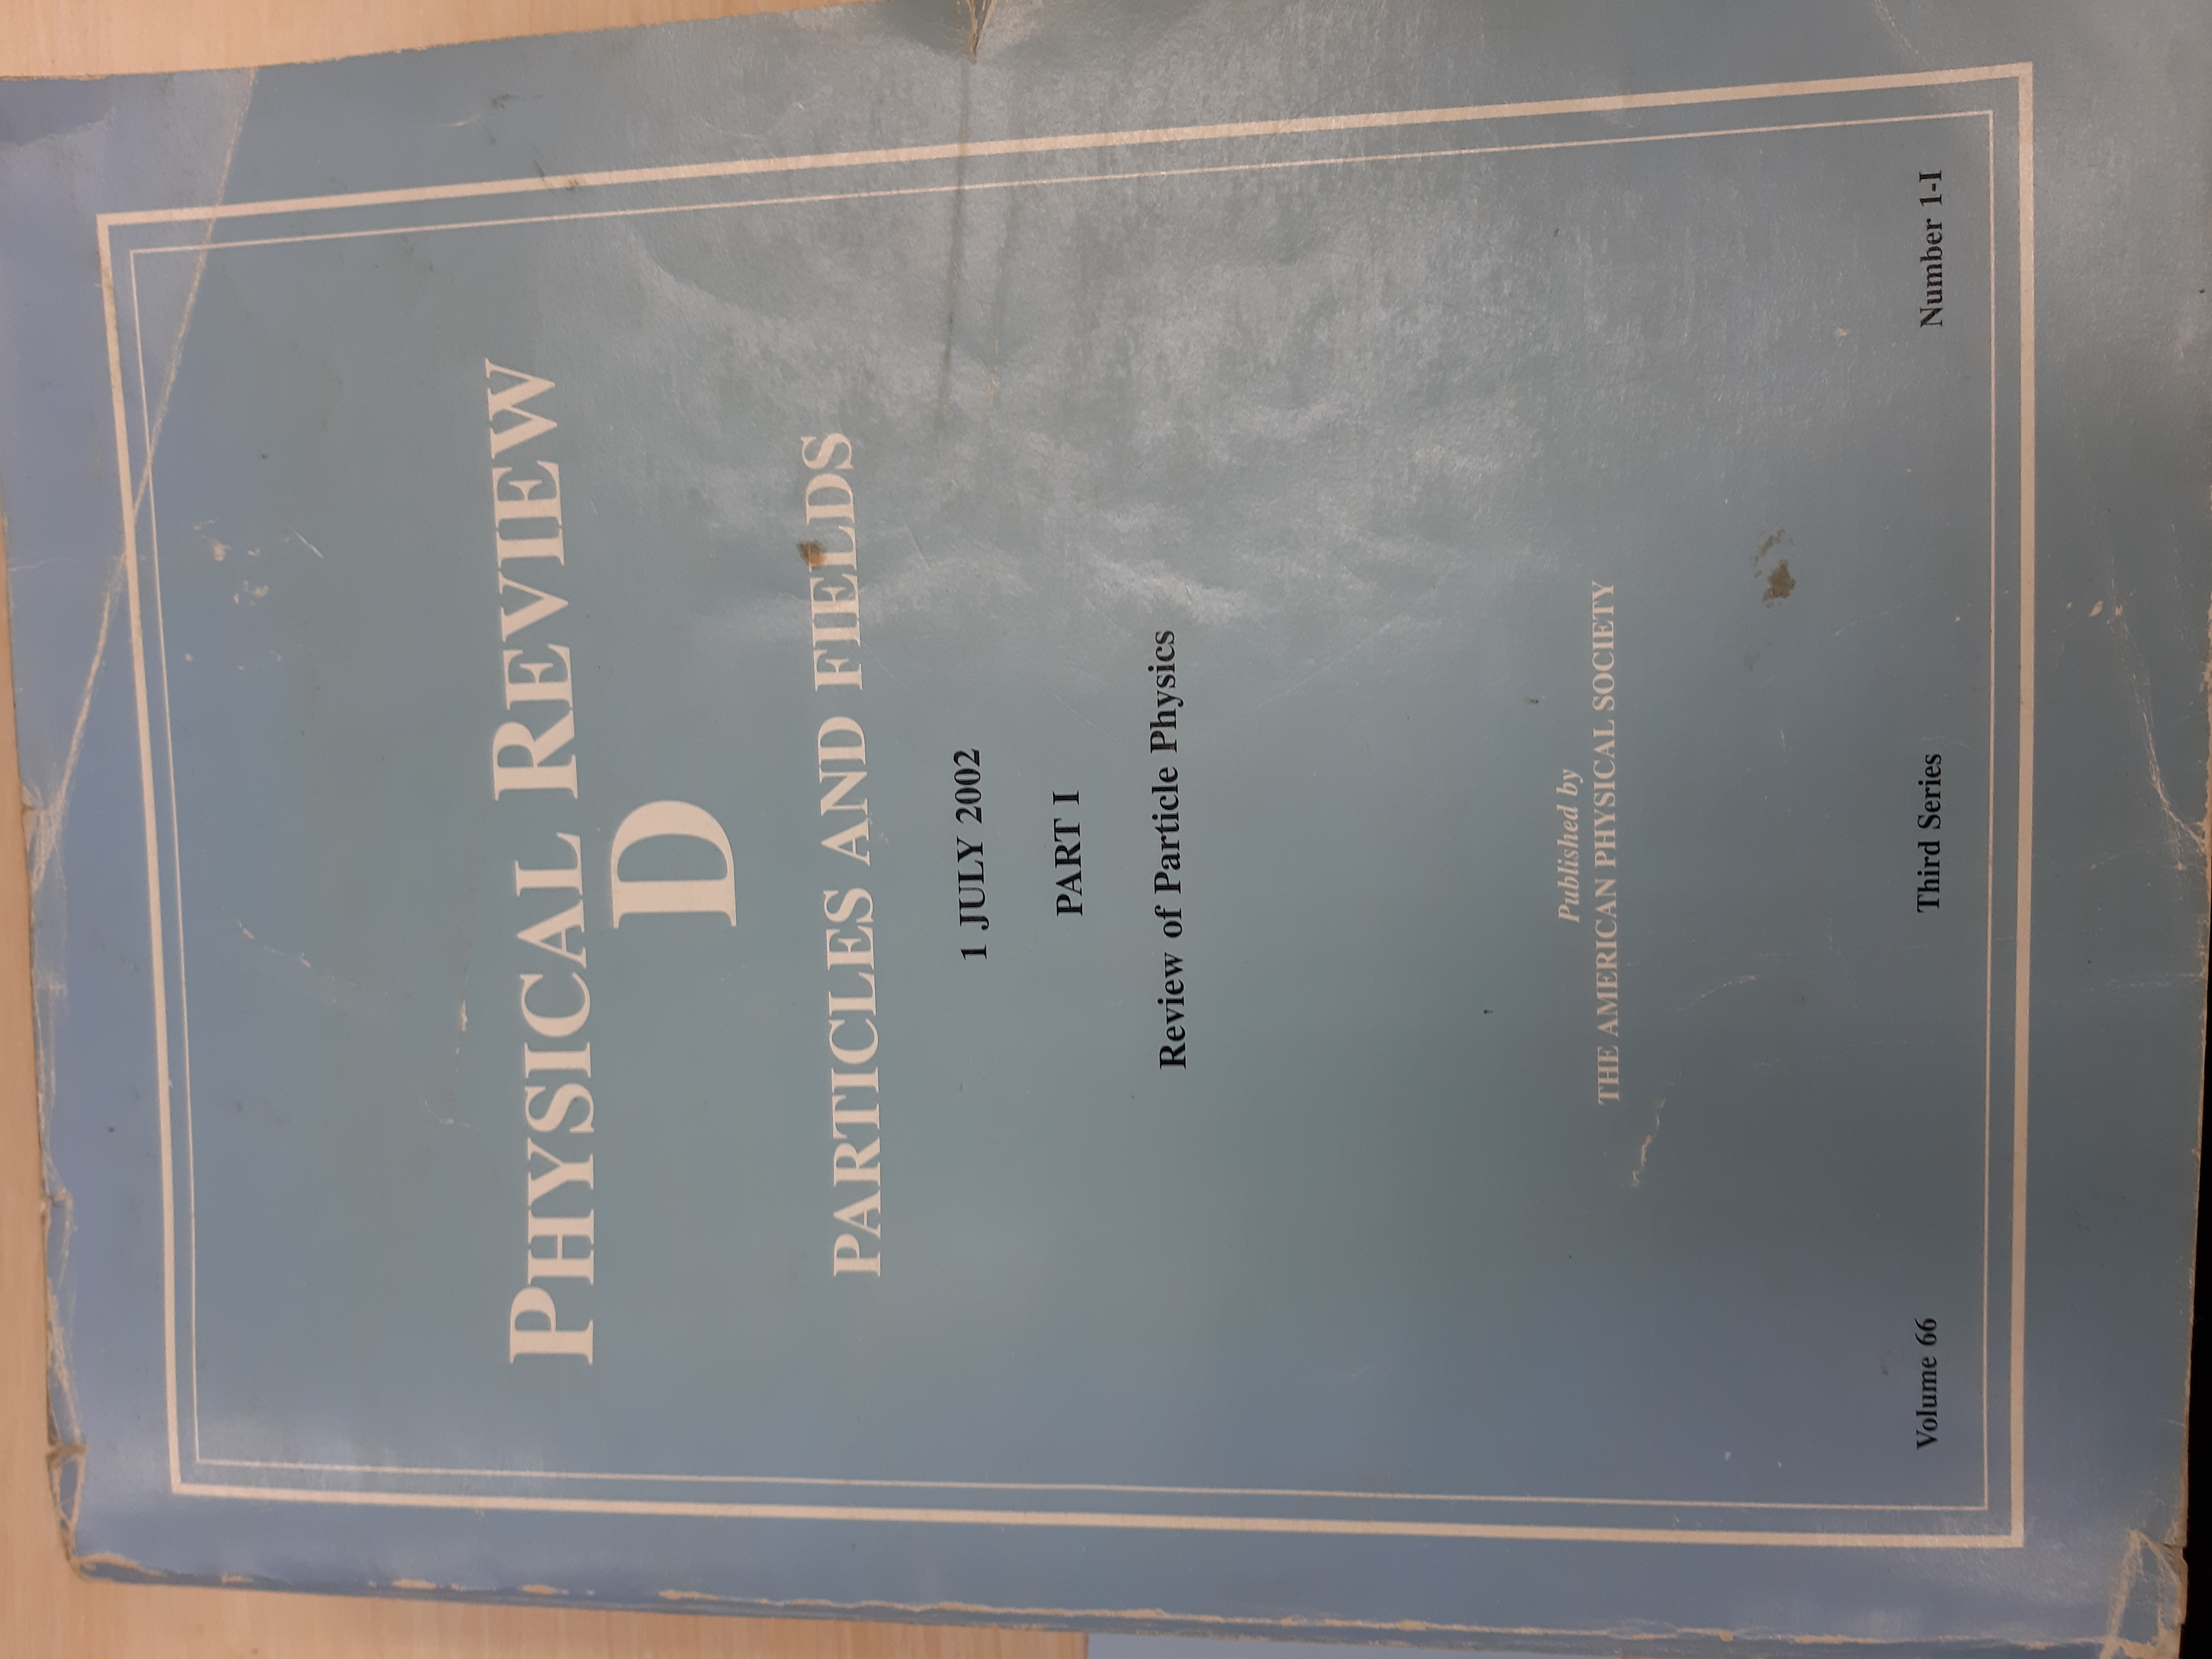 PHYSICAL REVIEW
D
PARTICLES AND FIELDS
1 JULY 2002
PART I
Review of Particle Physics
Published by
THE AMERICAN PHYSICAL SOCIETY
Volume 66 Third Series Number 1-I